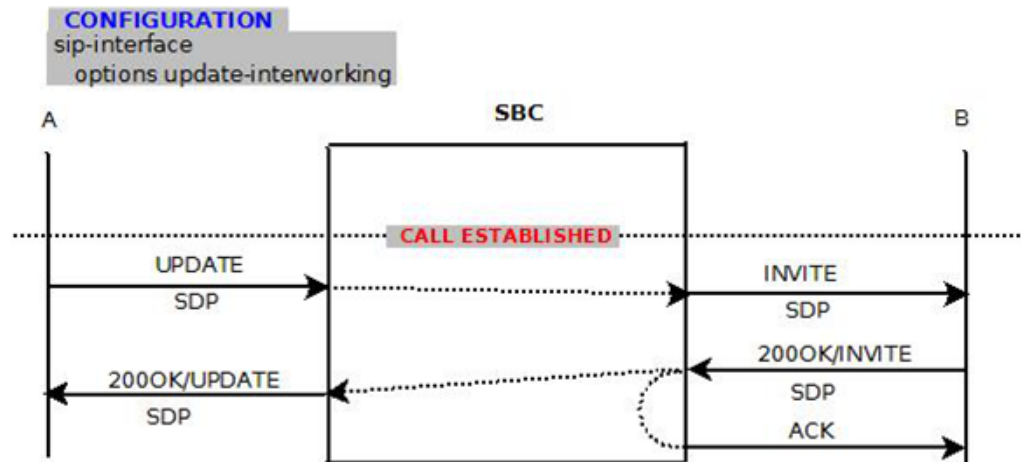 CONFIGURATION
sip-interface
options update-interworking
A
SBC
B
CALL ESTABLISHED
UPDATE
SDP
INVITE
SDP
200OK/INVITE
SDP
200OK/UPDATE
SDP
ACK